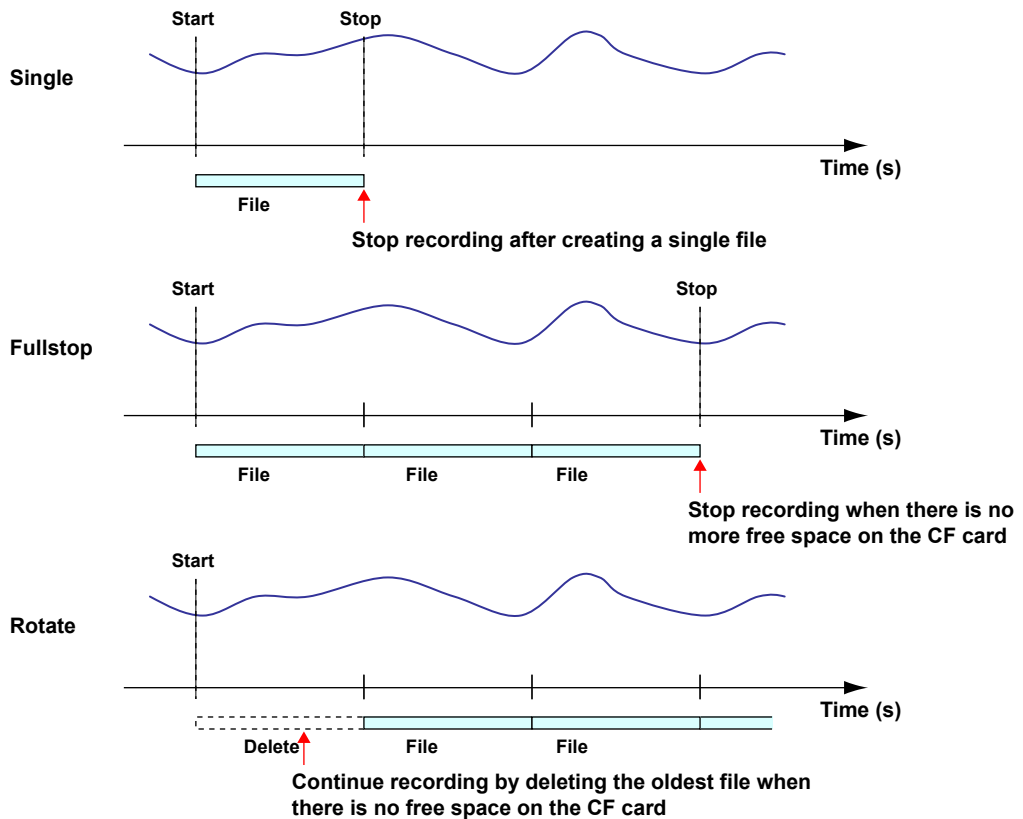 Start
Stop
Single
Time (s)
File
Stop recording after creating a single file
Start
Stop
Fullstop
Time (s)
File
File
File
Stop recording when there is no
more free space on the CF card
Start
Rotate
Time (s)
Delete
File
File
Continue recording by deleting the oldest file when
there is no free space on the CF card